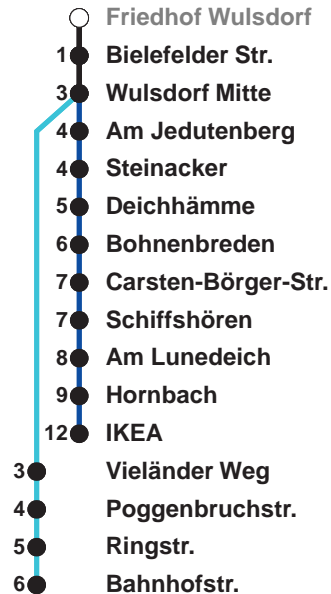 Friedhof Wulsdorf
1 Bielefelder Str.
3 Wulsdorf Mitte
4 Am Jedutenberg
4 Steinacker
5 Deichhämme
6 Bohnenbreden
7 Carsten-Börger-Str.
7 Schiffshören
8 Am Lunedeich
9 Hornbach
12 IKEA
3 Vieländer Weg
4 Poggenbruchstr.
5 Ringstr.
6 Bahnhofstr.